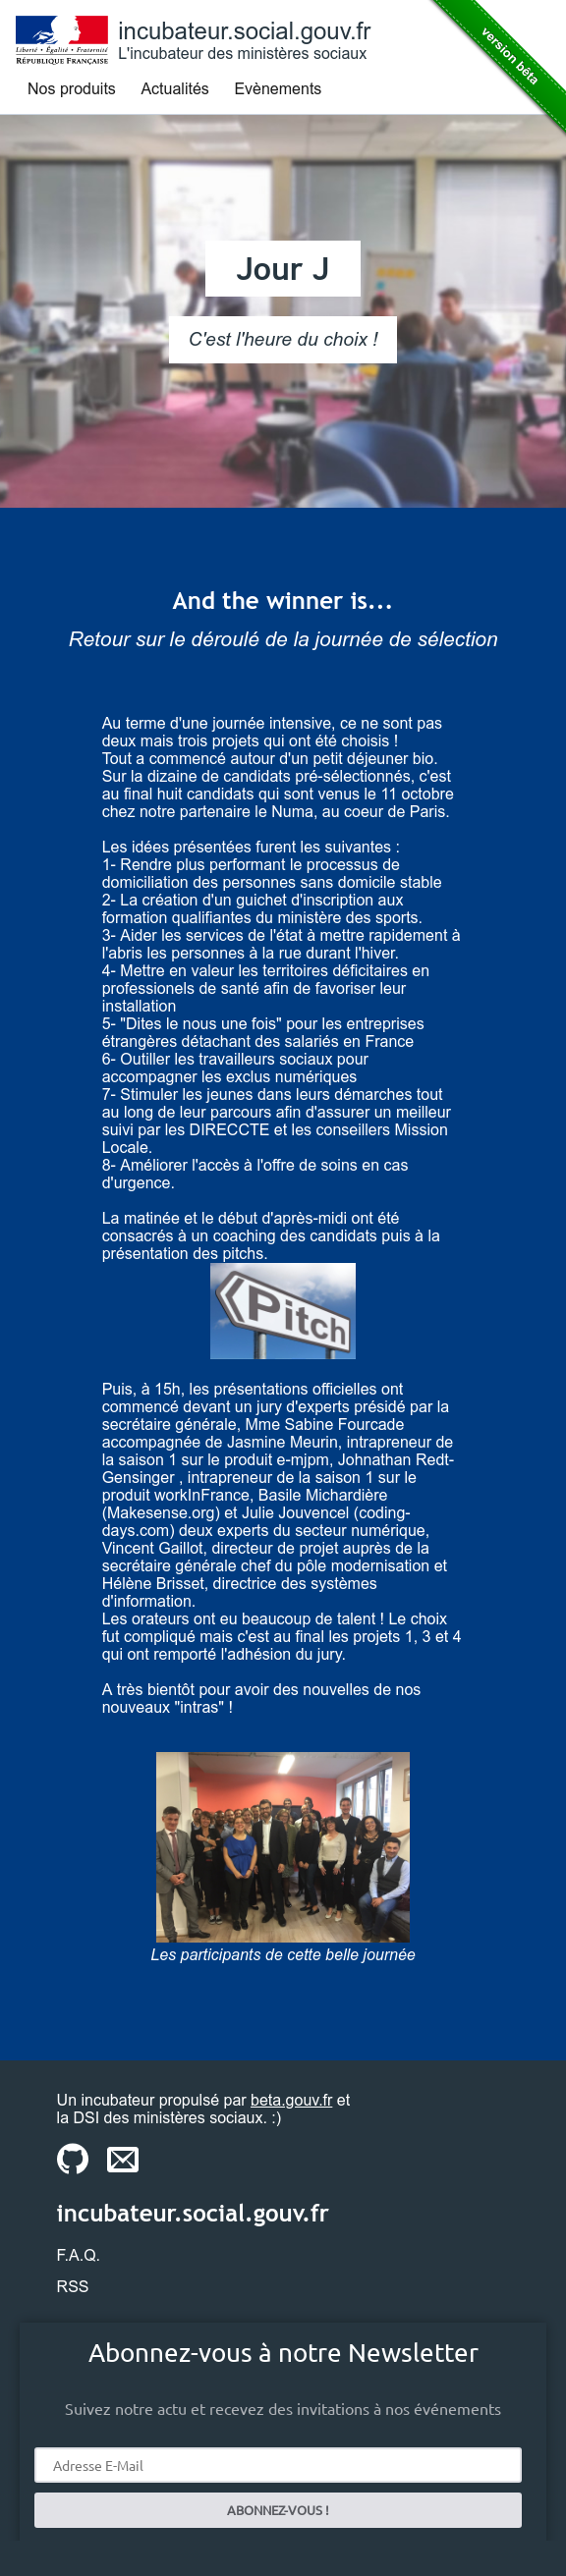 incubateur.social.gouv.fr
L'incubateur des ministères sociaux
Liberté • Égalité • Fraternité
RÉPUBLIQUE FRANÇAISE
version bêta
Nos produits Actualités Evènements
Jour J
C'est l'heure du choix !
And the winner is...
Retour sur le déroulé de la journée de sélection
Au terme d'une journée intensive, ce ne sont pas
deux mais trois projets qui ont été choisis !
Tout a commencé autour d'un petit déjeuner bio.
Sur la dizaine de candidats pré-sélectionnés, c'est
au final huit candidats qui sont venus le 11 octobre
chez notre partenaire le Numa, au coeur de Paris.
Les idées présentées furent les suivantes :
1- Rendre plus performant le processus de
domiciliation des personnes sans domicile stable
2- La création d'un guichet d'inscription aux
formation qualifiantes du ministère des sports.
3- Aider les services de l'état à mettre rapidement à
l'abris les personnes à la rue durant l'hiver.
4- Mettre en valeur les territoires déficitaires en
professionels de santé afin de favoriser leur
installation
5- "Dites le nous une fois" pour les entreprises
étrangères détachant des salariés en France
6- Outiller les travailleurs sociaux pour
accompagner les exclus numériques
7- Stimuler les jeunes dans leurs démarches tout
au long de leur parcours afin d'assurer un meilleur
suivi par les DIRECCTE et les conseillers Mission
Locale.
8- Améliorer l'accès à l'offre de soins en cas
d'urgence.
La matinée et le début d'après-midi ont été
consacrés à un coaching des candidats puis à la
présentation des pitchs.
Pitch
Puis, à 15h, les présentations officielles ont
commencé devant un jury d'experts présidé par la
secrétaire générale, Mme Sabine Fourcade
accompagnée de Jasmine Meurin, intrapreneur de
la saison 1 sur le produit e-mjpm, Johnathan Redt-
Gensinger , intrapreneur de la saison 1 sur le
produit workInFrance, Basile Michardière
(Makesense.org) et Julie Jouvencel (coding-
days.com) deux experts du secteur numérique,
Vincent Gaillot, directeur de projet auprès de la
secrétaire générale chef du pôle modernisation et
Hélène Brisset, directrice des systèmes
d'information.
Les orateurs ont eu beaucoup de talent ! Le choix
fut compliqué mais c'est au final les projets 1, 3 et 4
qui ont remporté l'adhésion du jury.
A très bientôt pour avoir des nouvelles de nos
nouveaux "intras" !
Les participants de cette belle journée
Un incubateur propulsé par beta.gouv.fr et
la DSI des ministères sociaux. :)
incubateur.social.gouv.fr
F.A.Q.
RSS
Abonnez-vous à notre Newsletter
Suivez notre actu et recevez des invitations à nos événements
Adresse E-Mail
ABONNEZ-VOUS !